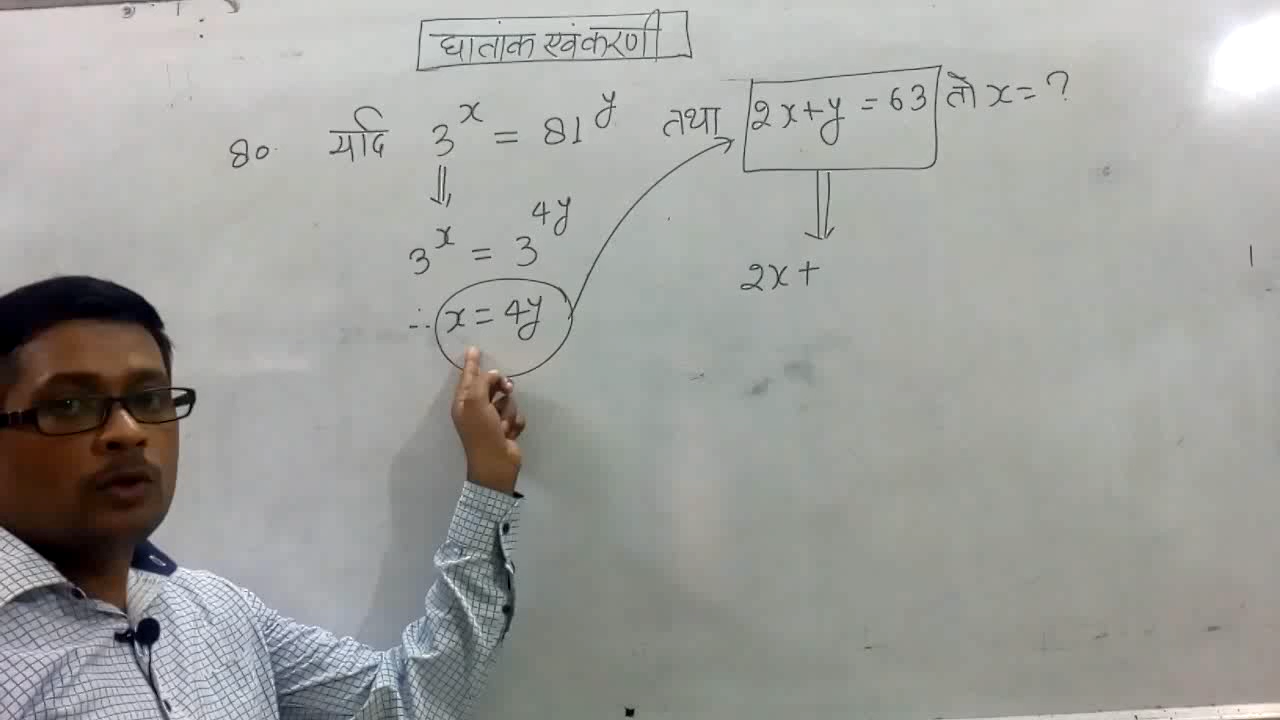 घातांक एवं करणी
80. यदि 3^x = 81^y तथा 2x+y = 63 तो x = ?
⇓ ⇓
3^x = 3^4y 2x+
∴ x = 4y